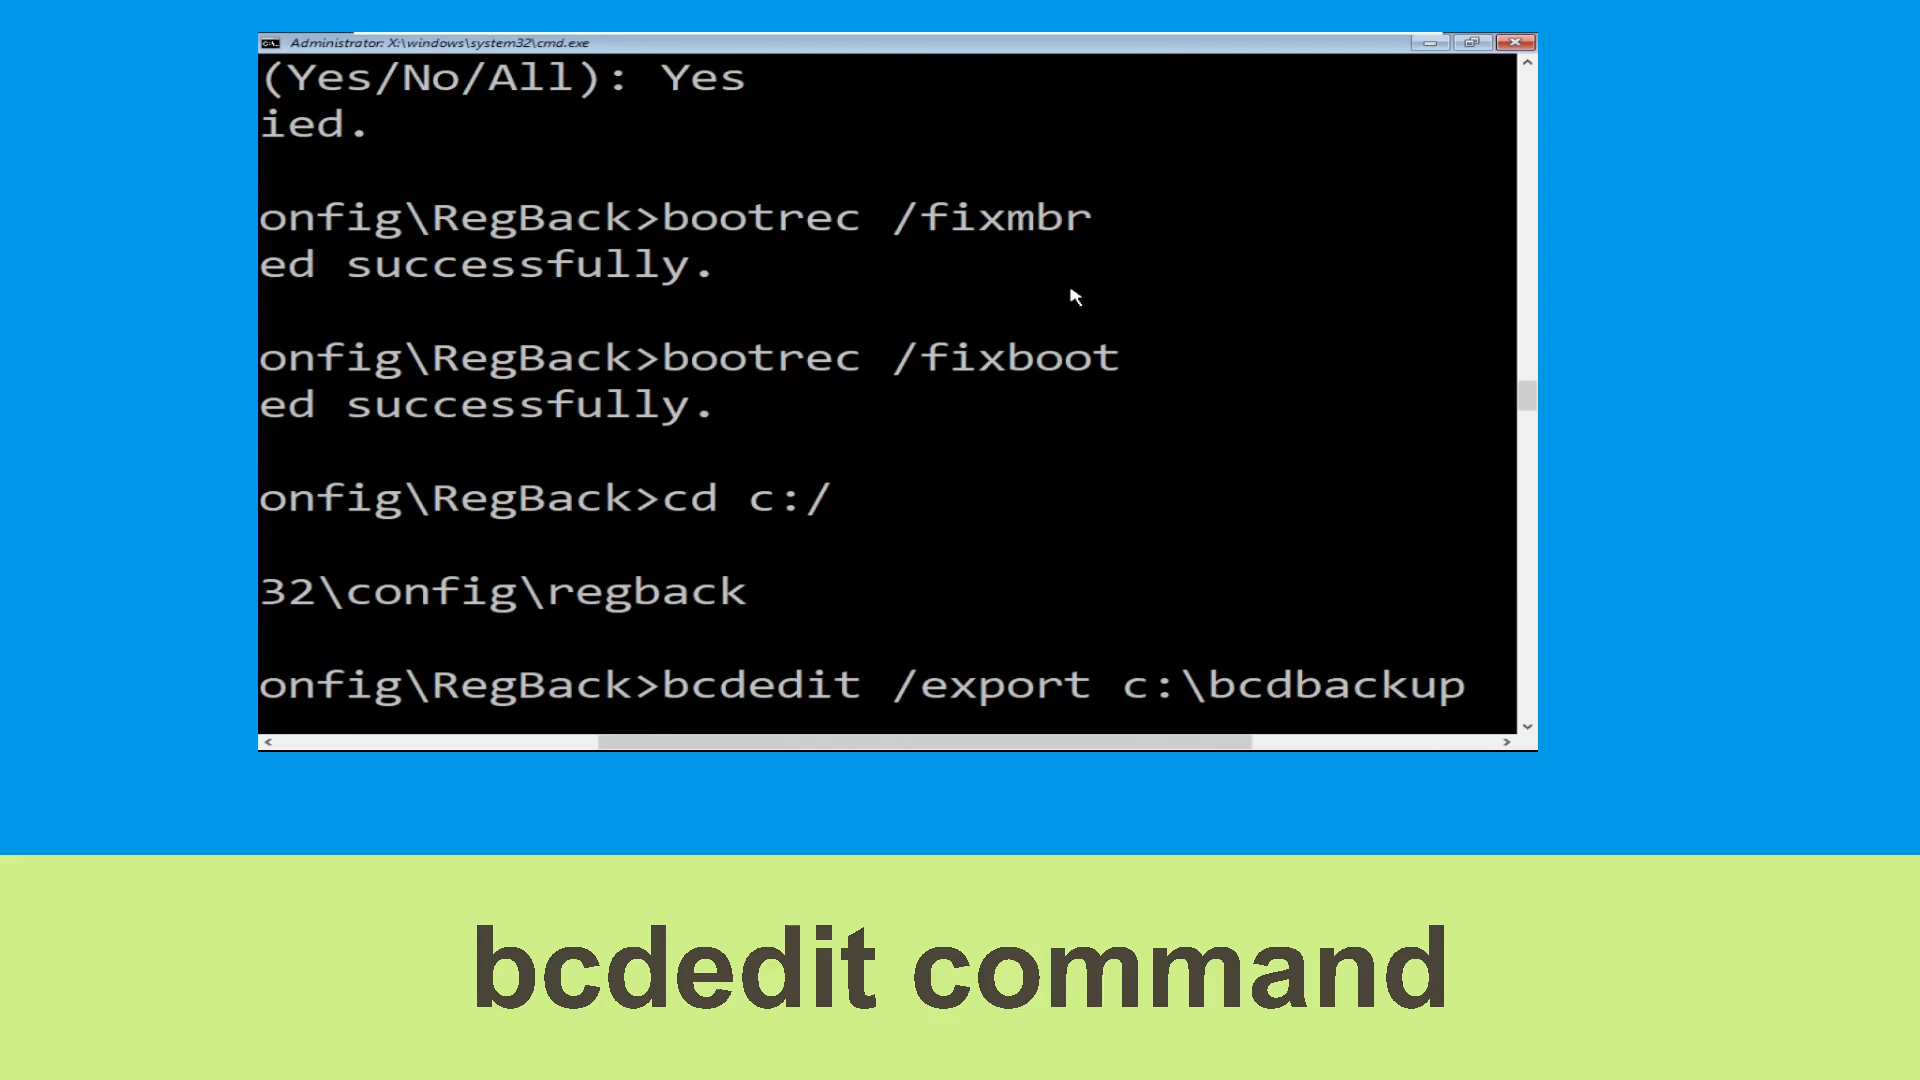 Administrator: X:\windows\system32\cmd.exe
(Yes/No/All): Yes
ied.
onfig\RegBack>bootrec /fixmbr
ed successfully.
onfig\RegBack>bootrec /fixboot
ed successfully.
onfig\RegBack>cd c:/
32\config\regback
onfig\RegBack>bcdedit /export c:\bcdbackup
bcdedit command